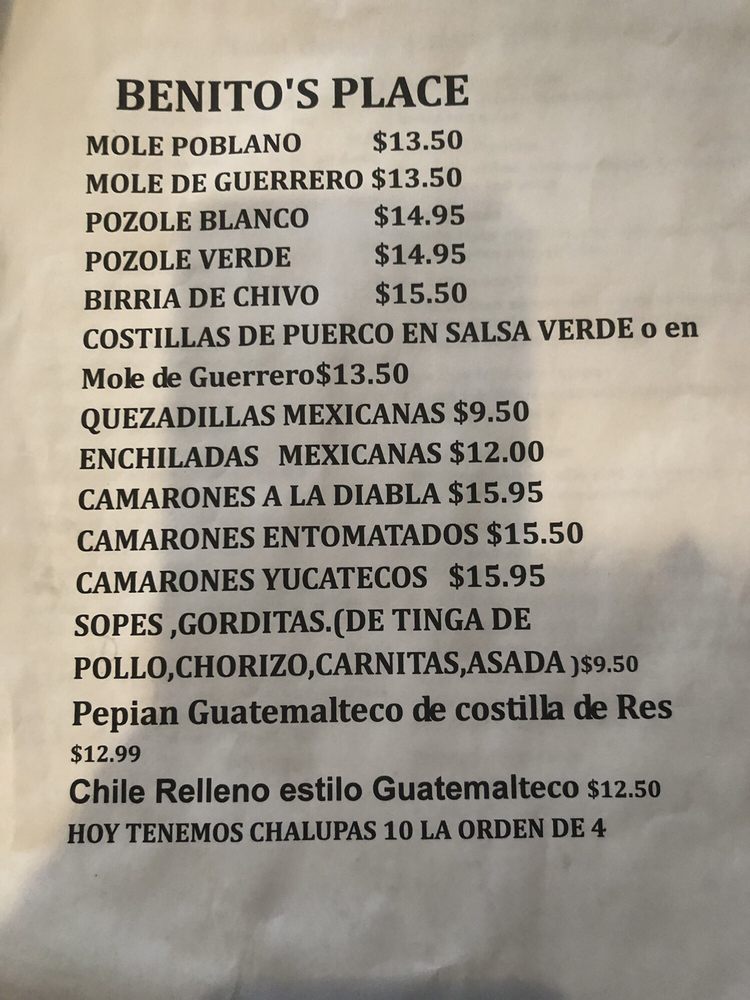 BENITO'S PLACE
MOLE POBLANO $13.50
MOLE DE GUERRERO $13.50
POZOLE BLANCO $14.95
POZOLE VERDE $14.95
BIRRIA DE CHIVO $15.50
COSTILLAS DE PUERCO EN SALSA VERDE o en
Mole de Guerrero$13.50
QUEZADILLAS MEXICANAS $9.50
ENCHILADAS MEXICANAS $12.00
CAMARONES A LA DIABLA $15.95
CAMARONES ENTOMATADOS $15.50
CAMARONES YUCATECOS $15.95
SOPES ,GORDITAS.(DE TINGA DE
POLLO,CHORIZO,CARNITAS,ASADA )$9.50
Pepian Guatemalteco de costilla de Res
$12.99
Chile Relleno estilo Guatemalteco $12.50
HOY TENEMOS CHALUPAS 10 LA ORDEN DE 4